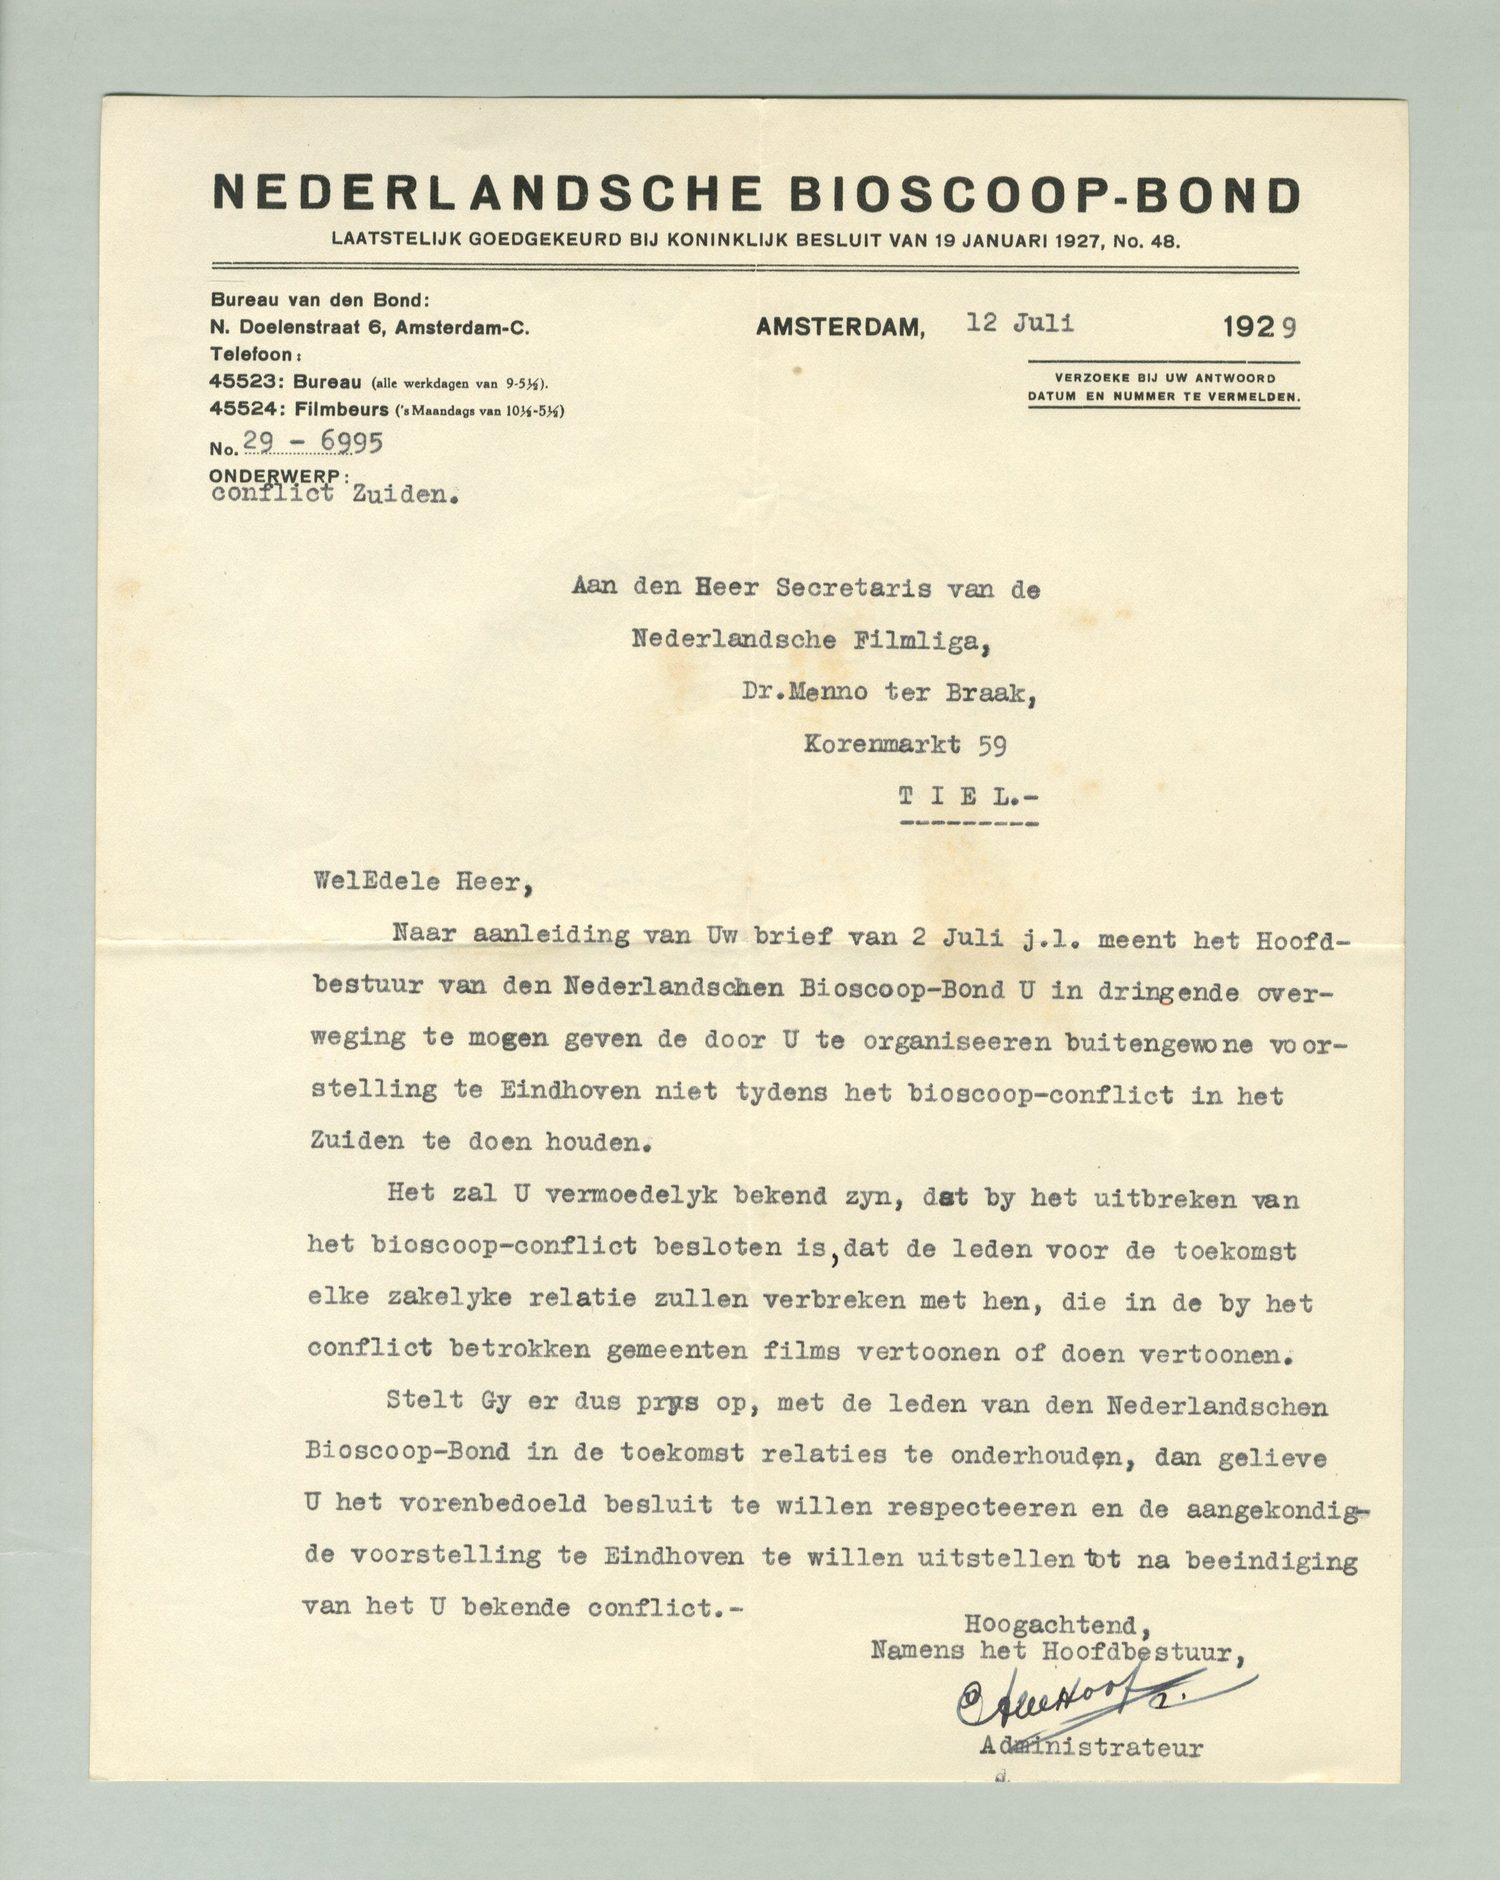 NEDERLANDSCHE BIOSCOOP-BOND
LAATSTELIJK GOEDGEKEURD BIJ KONINKLIJK BESLUIT VAN 19 JANUARI 1927, No. 48.
Bureau van den Bond:
N. Doelenstraat 6, Amsterdam-C.
Telefoon:
45523: Bureau (alle werkdagen van 9-5½).
45524: Filmbeurs ('s Maandags van 10½-5½)
No. 29 - 6995
ONDERWERP:
conflict Zuiden.
AMSTERDAM, 12 Juli 1929
VERZOEKE BIJ UW ANTWOORD
DATUM EN NUMMER TE VERMELDEN.
Aan den Heer Secretaris van de
Nederlandsche Filmliga,
Dr.Menno ter Braak,
Korenmarkt 59
T I E L.-
WelEdele Heer,
Naar aanleiding van Uw brief van 2 Juli j.l. meent het Hoofd-
bestuur van den Nederlandschen Bioscoop-Bond U in dringende over-
weging te mogen geven de door U te organiseeren buitengewone voor-
stelling te Eindhoven niet tydens het bioscoop-conflict in het
Zuiden te doen houden.
Het zal U vermoedelyk bekend zyn, dat by het uitbreken van
het bioscoop-conflict besloten is,dat de leden voor de toekomst
elke zakelyke relatie zullen verbreken met hen, die in de by het
conflict betrokken gemeenten films vertoonen of doen vertoonen.
Stelt Gy er dus prys op, met de leden van den Nederlandschen
Bioscoop-Bond in de toekomst relaties te onderhouden, dan gelieve
U het vorenbedoeld besluit te willen respecteeren en de aangekondig-
de voorstelling te Eindhoven te willen uitstellen tot na beeindiging
van het U bekende conflict.-
Hoogachtend,
Namens het Hoofdbestuur,
Administrateur